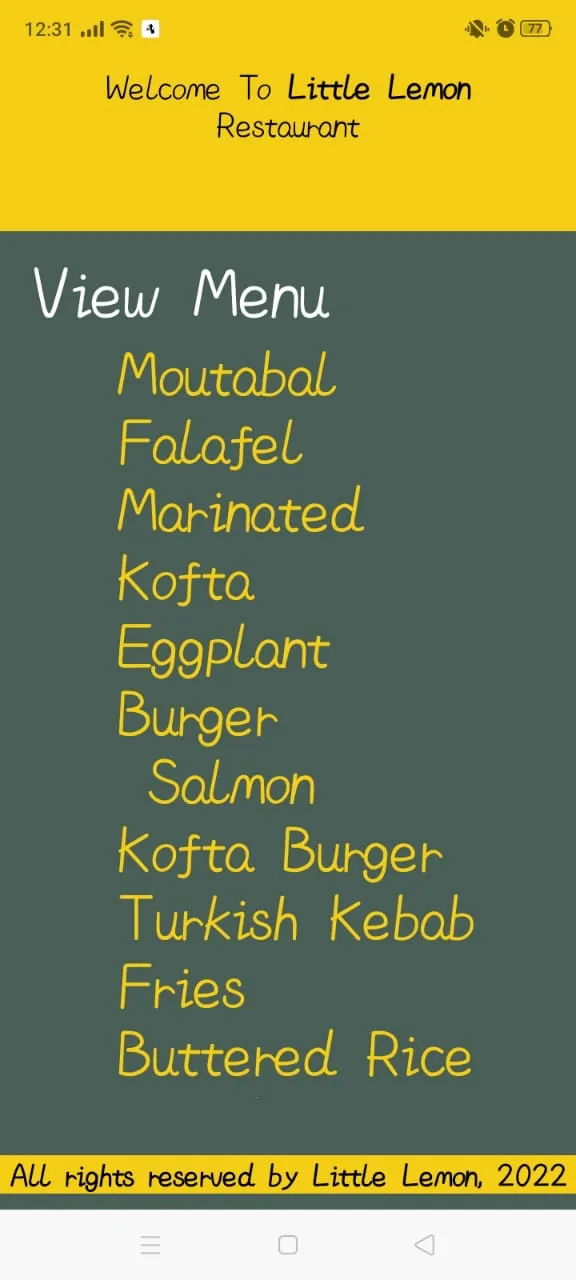 12:31 77
Welcome To Little Lemon
Restaurant
View Menu
Moutabal
Falafel
Marinated
Kofta
Eggplant
Burger
Salmon
Kofta Burger
Turkish Kebab
Fries
Buttered Rice
All rights reserved by Little Lemon, 2022